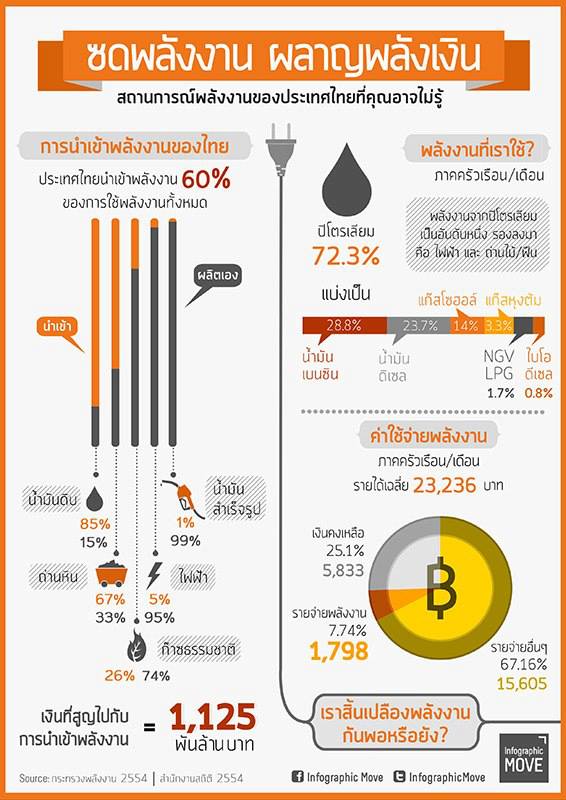 ซดพลังงาน ผลาญพลังเงิน
สถานการณ์พลังงานของประเทศไทยที่คุณอาจไม่รู้
การนำเข้าพลังงานของไทย
ประเทศไทยนำเข้าพลังงาน 60%
ของการใช้พลังงานทั้งหมด
ผลิตเอง
นำเข้า
น้ำมันดิบ
85%
15%
น้ำมัน
สำเร็จรูป
1%
99%
ถ่านหิน
67%
33%
ไฟฟ้า
5%
95%
ก๊าซธรรมชาติ
26% 74%
เงินที่สูญไปกับ
การนำเข้าพลังงาน
= 1,125
พันล้านบาท
พลังงานที่เราใช้?
ภาคครัวเรือน/เดือน
ปิโตรเลียม
72.3%
พลังงานจากปิโตรเลียม
เป็นอันดับหนึ่ง รองลงมา
คือ ไฟฟ้า และ ถ่านไม้/ฟืน
แบ่งเป็น
แก๊สโซฮอล์ แก๊สหุงต้ม
28.8% 23.7% 14% 3.3%
น้ำมัน
เบนซิน
น้ำมัน
ดีเซล
NGV
LPG
1.7%
ไบโอ
ดีเซล
0.8%
ค่าใช้จ่ายพลังงาน
ภาคครัวเรือน/เดือน
รายได้เฉลี่ย 23,236 บาท
เงินคงเหลือ
25.1%
5,833
รายจ่ายพลังงาน
7.74%
1,798
฿
รายจ่ายอื่นๆ
67.16%
15,605
เราสิ้นเปลืองพลังงาน
กันพอหรือยัง?
Infographic
MOVE
Source: กระทรวงพลังงาน 2554 | สำนักงานสถิติ 2554
Infographic Move InfographicMove